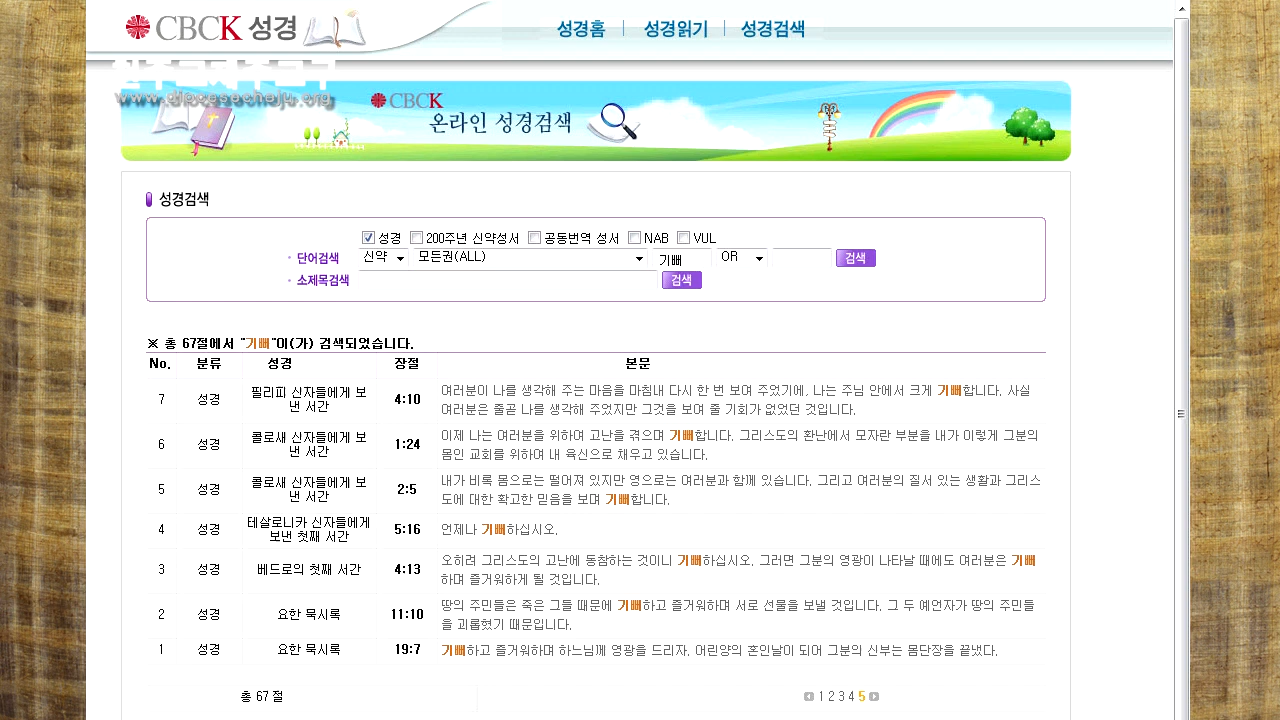 CBCK 성경
성경홈 | 성경읽기 | 성경검색
천주교제주교구
www.diocesecheju.org
CBCK
온라인 성경검색
성경검색
성경 200주년 신약성서 공동번역 성서 NAB VUL
단어검색 신약 모든권(ALL) 기뻐 OR 검색
소제목검색 검색
※ 총 67절에서 "기뻐"이(가) 검색되었습니다.
No. 분류 성경 장절 본문
7 성경 필리피 신자들에게 보낸 서간 4:10 여러분이 나를 생각해 주는 마음을 마침내 다시 한 번 보여 주었기에, 나는 주님 안에서 크게 기뻐합니다. 사실
여러분은 줄곧 나를 생각해 주었지만 그것을 보여 줄 기회가 없었던 것입니다.
6 성경 콜로새 신자들에게 보낸 서간 1:24 이제 나는 여러분을 위하여 고난을 겪으며 기뻐합니다. 그리스도의 환난에서 모자란 부분을 내가 이렇게 그분의
몸인 교회를 위하여 내 육신으로 채우고 있습니다.
5 성경 콜로새 신자들에게 보낸 서간 2:5 내가 비록 몸으로는 떨어져 있지만 영으로는 여러분과 함께 있습니다. 그리고 여러분의 질서 있는 생활과 그리스
도에 대한 확고한 믿음을 보며 기뻐합니다.
4 성경 테살로니카 신자들에게 보낸 첫째 서간 5:16 언제나 기뻐하십시오.
3 성경 베드로의 첫째 서간 4:13 오히려 그리스도의 고난에 동참하는 것이니 기뻐하십시오. 그러면 그분의 영광이 나타날 때에도 여러분은 기뻐
하며 즐거워하게 될 것입니다.
2 성경 요한 묵시록 11:10 땅의 주민들은 죽은 그들 때문에 기뻐하고 즐거워하며 서로 선물을 보낼 것입니다. 그 두 예언자가 땅의 주민들
을 괴롭혔기 때문입니다.
1 성경 요한 묵시록 19:7 기뻐하고 즐거워하며 하느님께 영광을 드리자. 어린양의 혼인날이 되어 그분의 신부는 몸단장을 끝냈다.
총 67 절 1 2 3 4 5